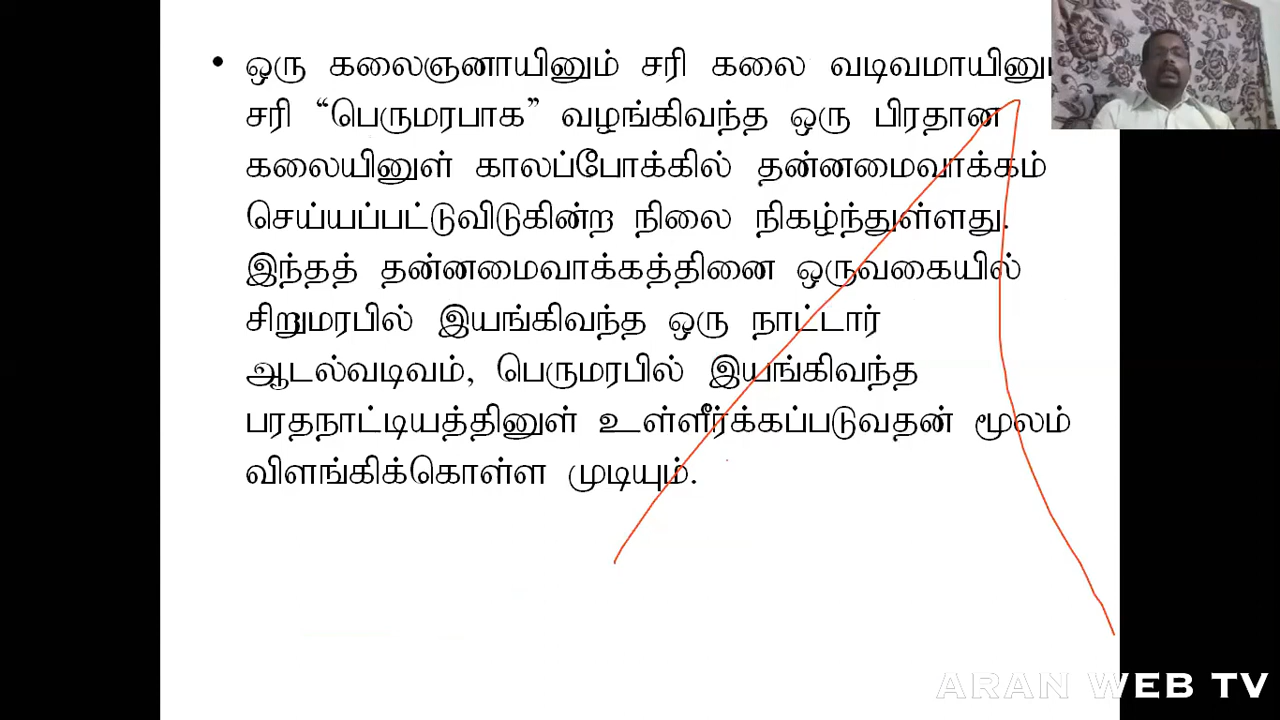 • ஒரு கலைஞனாயினும் சரி கலை வடிவமாயினும்
சரி “பெருமரபாக” வழங்கிவந்த ஒரு பிரதான
கலையினுள் காலப்போக்கில் தன்னமைவாக்கம்
செய்யப்பட்டுவிடுகின்ற நிலை நிகழ்ந்துள்ளது.
இந்தத் தன்னமைவாக்கத்தினை ஒருவகையில்
சிறுமரபில் இயங்கிவந்த ஒரு நாட்டார்
ஆடல்வடிவம், பெருமரபில் இயங்கிவந்த
பரதநாட்டியத்தினுள் உள்ளீர்க்கப்படுவதன் மூலம்
விளங்கிக்கொள்ள முடியும்.
ARAN WEB TV